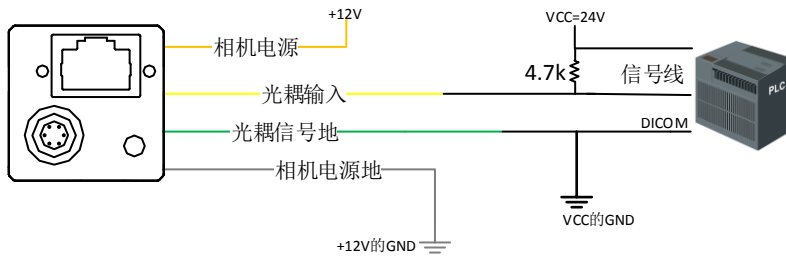 +12V
VCC=24V
相机电源
4.7k
信号线
PLC
光耦输入
光耦信号地
DICOM
相机电源地
VCC的GND
+12V的GND